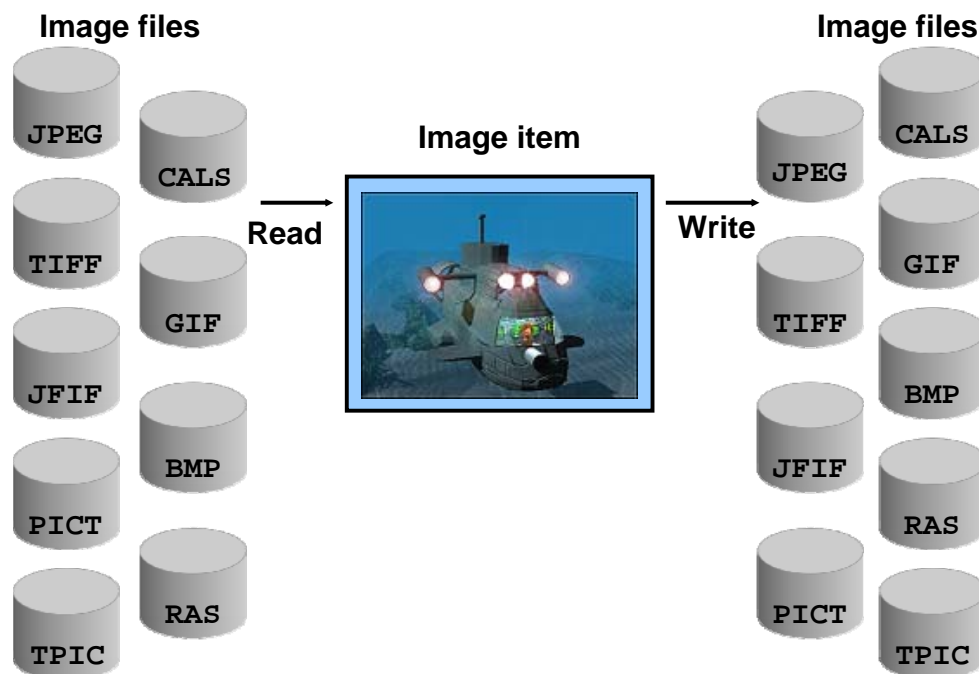 Image files
JPEG
CALS
TIFF
GIF
JFIF
BMP
PICT
RAS
TPIC
Read
Image item
Write
Image files
CALS
JPEG
GIF
TIFF
BMP
JFIF
RAS
PICT
TPIC